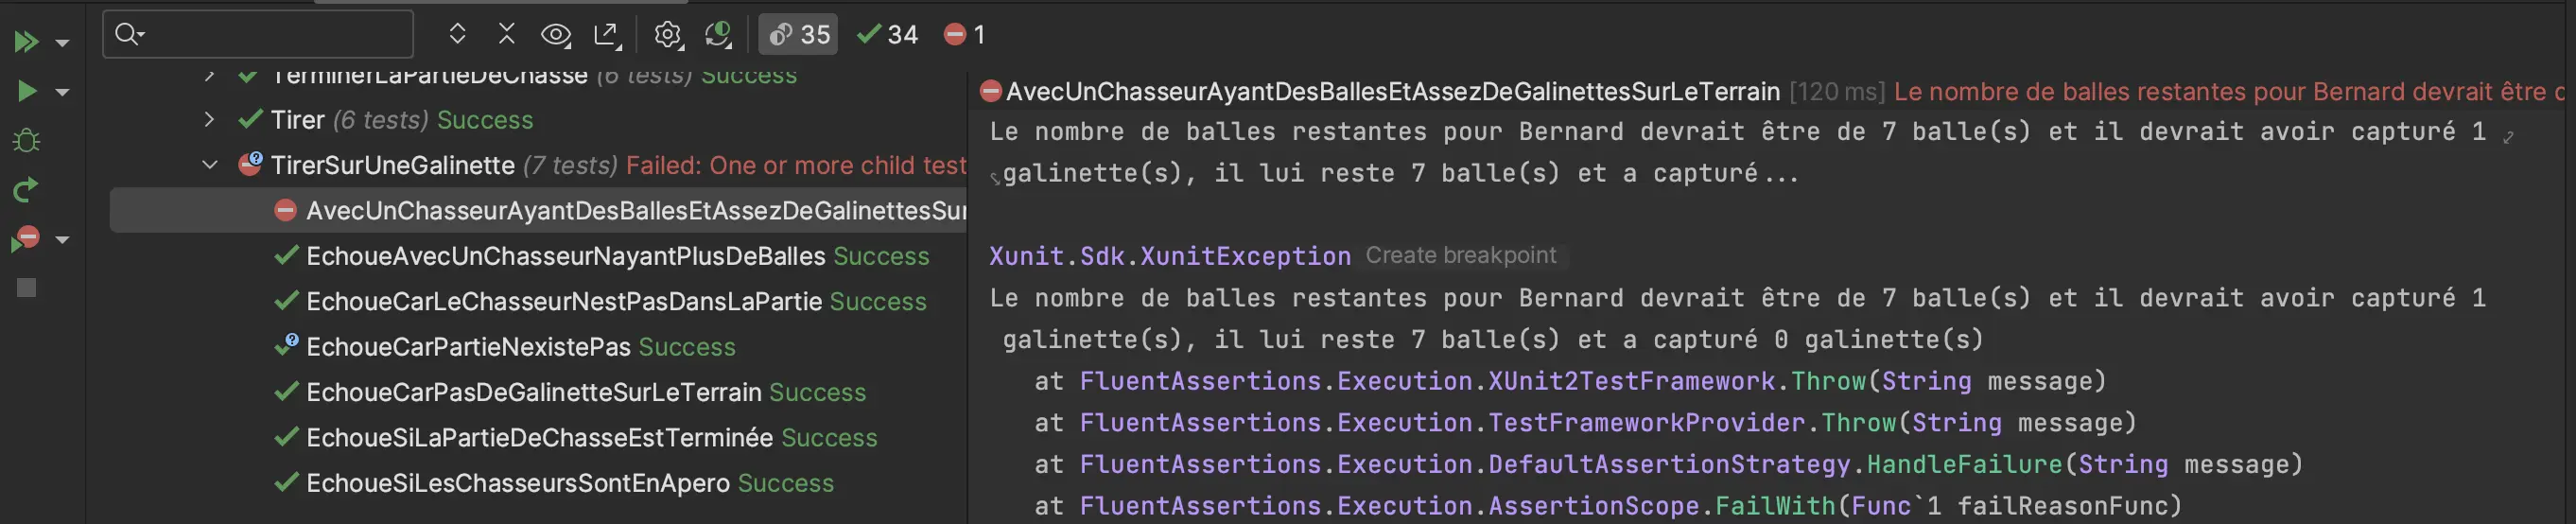 35 34 1
TerminerLaPartieDeChasse (6 tests) Success
Tirer (6 tests) Success
TirerSurUneGalinette (7 tests) Failed: One or more child test
AvecUnChasseurAyantDesBallesEtAssezDeGalinettesSur
EchoueAvecUnChasseurNayantPlusDeBalles Success
EchoueCarLeChasseurNestPasDansLaPartie Success
EchoueCarPartieNexistePas Success
EchoueCarPasDeGalinetteSurLeTerrain Success
EchoueSiLaPartieDeChasseEstTerminée Success
EchoueSiLesChasseursSontEnApero Success
AvecUnChasseurAyantDesBallesEtAssezDeGalinettesSurLeTerrain [120 ms] Le nombre de balles restantes pour Bernard devrait être
Le nombre de balles restantes pour Bernard devrait être de 7 balle(s) et il devrait avoir capturé 1
galinette(s), il lui reste 7 balle(s) et a capturé...
Xunit.Sdk.XunitException Create breakpoint
Le nombre de balles restantes pour Bernard devrait être de 7 balle(s) et il devrait avoir capturé 1
galinette(s), il lui reste 7 balle(s) et a capturé 0 galinette(s)
at FluentAssertions.Execution.XUnit2TestFramework.Throw(String message)
at FluentAssertions.Execution.TestFrameworkProvider.Throw(String message)
at FluentAssertions.Execution.DefaultAssertionStrategy.HandleFailure(String message)
at FluentAssertions.Execution.AssertionScope.FailWith(Func`1 failReasonFunc)